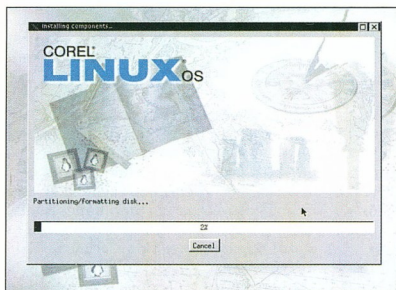 Installing components...
COREL
LINUX OS
Partitioning/Formatting disk...
2%
Cancel